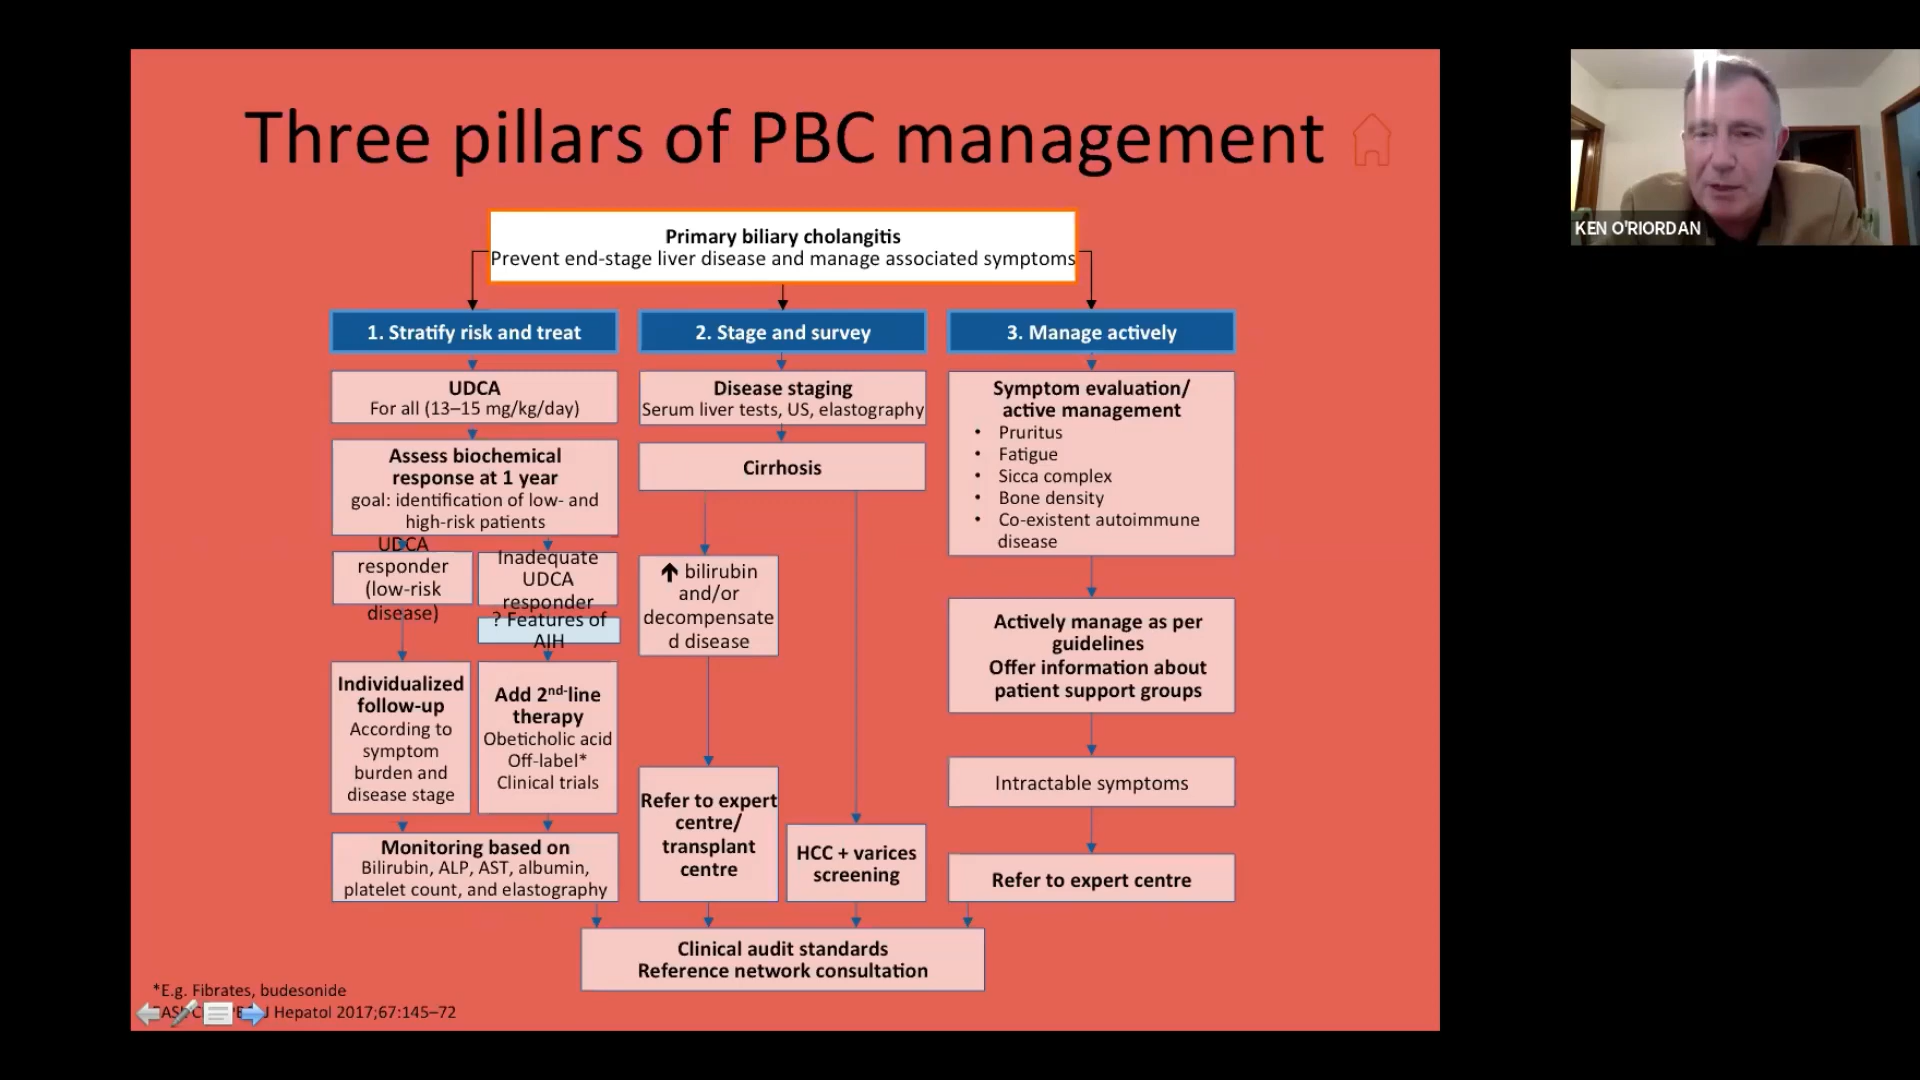 Three pillars of PBC management
KEN O'RIORDAN
Primary biliary cholangitis
Prevent end-stage liver disease and manage associated symptoms
1. Stratify risk and treat
UDCA
For all (13–15 mg/kg/day)
Assess biochemical
response at 1 year
goal: identification of low- and
high-risk patients
UDCA
responder
(low-risk
disease)
Inadequate
UDCA
responder
? Features of
AIH
Individualized
follow-up
According to
symptom
burden and
disease stage
Add 2nd-line
therapy
Obeticholic acid
Off-label*
Clinical trials
Monitoring based on
Bilirubin, ALP, AST, albumin,
platelet count, and elastography
2. Stage and survey
Disease staging
Serum liver tests, US, elastography
Cirrhosis
🡅 bilirubin
and/or
decompensate
d disease
Refer to expert
centre/
transplant
centre
HCC + varices
screening
3. Manage actively
Symptom evaluation/
active management
• Pruritus
• Fatigue
• Sicca complex
• Bone density
• Co-existent autoimmune
disease
Actively manage as per
guidelines
Offer information about
patient support groups
Intractable symptoms
Refer to expert centre
Clinical audit standards
Reference network consultation
*E.g. Fibrates, budesonide
J Hepatol 2017;67:145–72